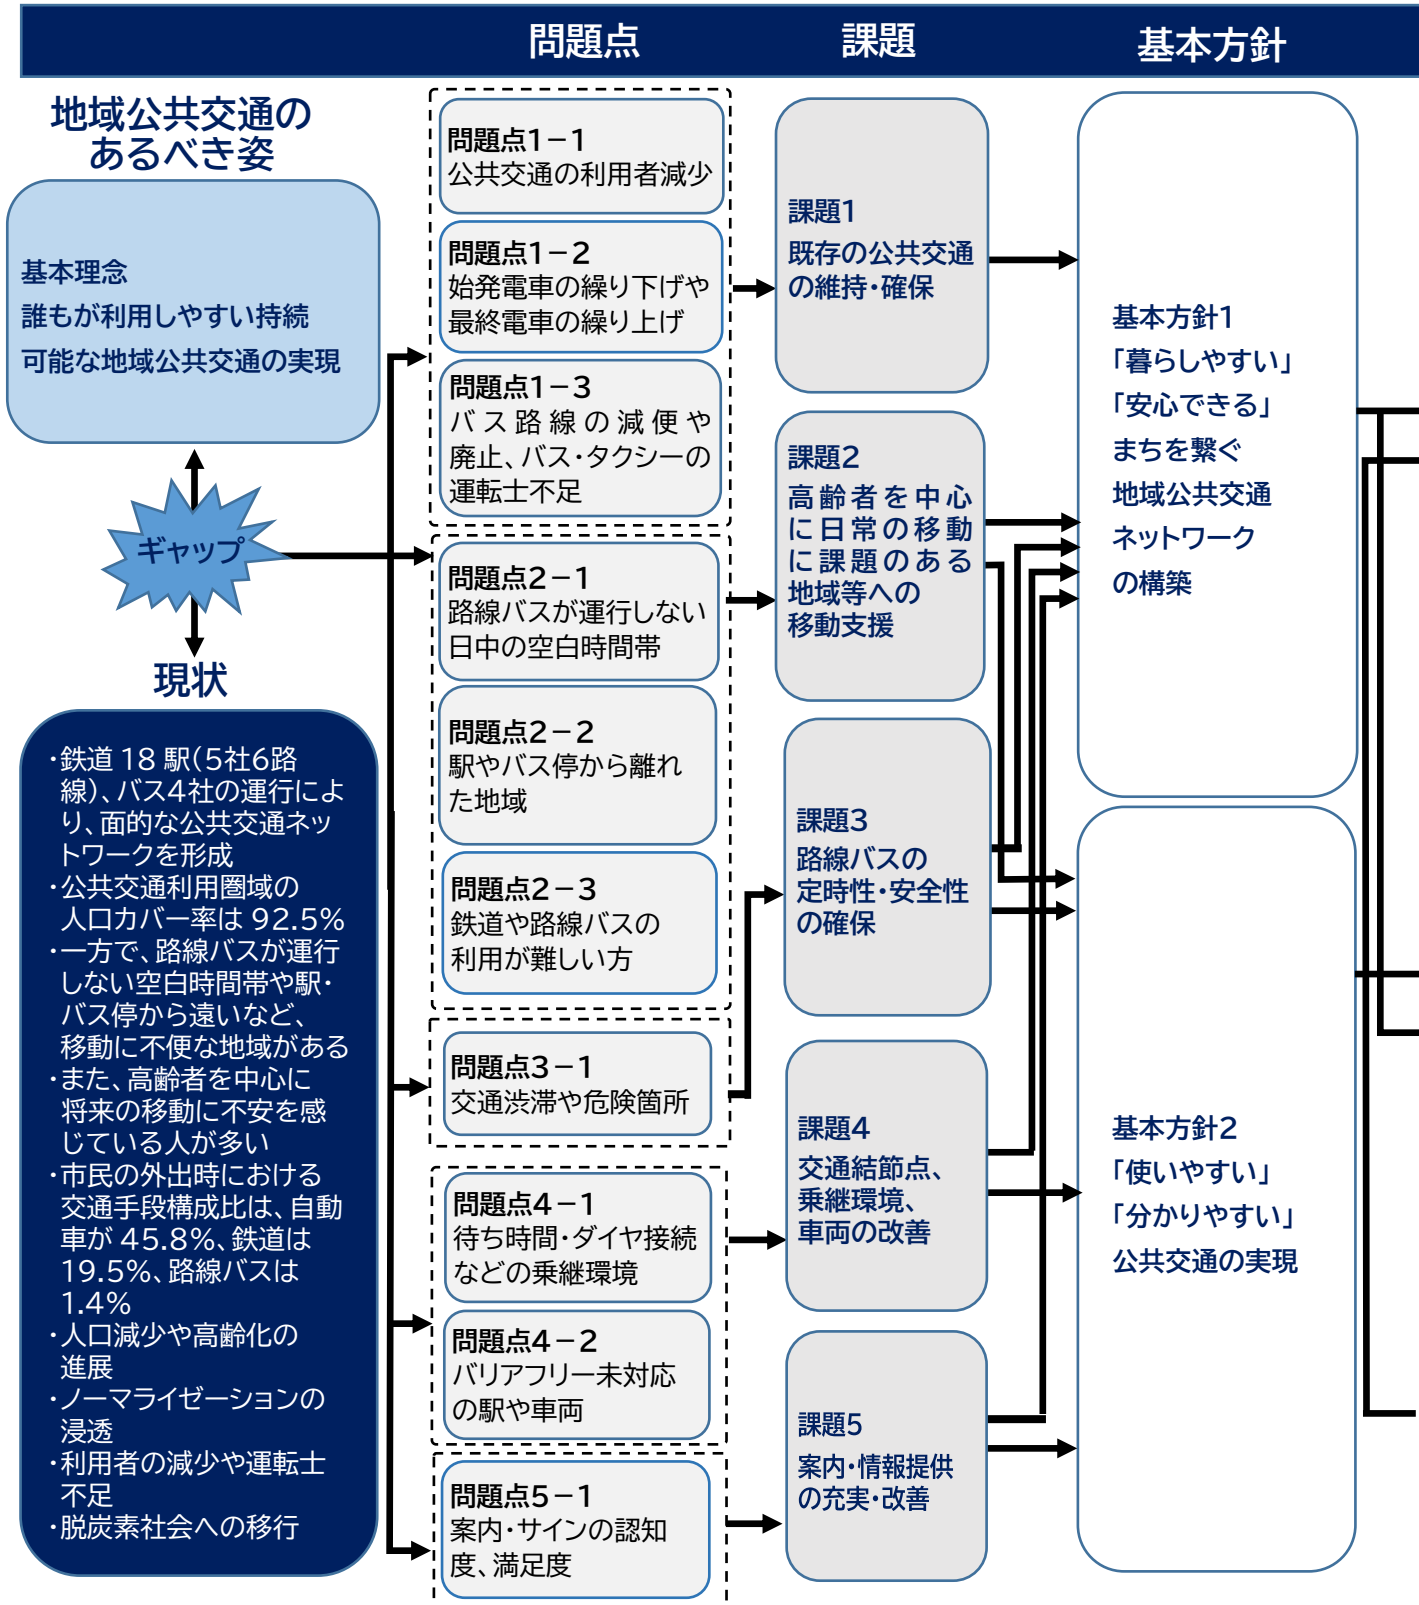 問題点
課題
基本方針
地域公共交通の
あるべき姿
基本理念
誰もが利用しやすい持続
可能な地域公共交通の実現
ギャップ
現状
・鉄道 18 駅（5社6路
線）、バス4社の運行によ
り、面的な公共交通ネッ
トワークを形成
・公共交通利用圏域の
人口カバー率は 92.5%
・一方で、路線バスが運行
しない空白時間帯や駅・
バス停から遠いなど、
移動に不便な地域がある
・また、高齢者を中心に
将来の移動に不安を感
じている人が多い
・市民の外出時における
交通手段構成比は、自動
車が 45.8%、鉄道は
19.5%、路線バスは
1.4%
・人口減少や高齢化の
進展
・ノーマライゼーションの
浸透
・利用者の減少や運転士
不足
・脱炭素社会への移行
問題点1－1
公共交通の利用者減少
問題点1－2
始発電車の繰り下げや
最終電車の繰り上げ
問題点1－3
バス路線の減便や
廃止、バス・タクシーの
運転士不足
問題点2－1
路線バスが運行しない
日中の空白時間帯
問題点2－2
駅やバス停から離れ
た地域
問題点2－3
鉄道や路線バスの
利用が難しい方
問題点3－1
交通渋滞や危険箇所
問題点4－1
待ち時間・ダイヤ接続
などの乗継環境
問題点4－2
バリアフリー未対応
の駅や車両
問題点5－1
案内・サインの認知
度、満足度
課題1
既存の公共交通
の維持・確保
課題2
高齢者を中心
に日常の移動
に課題のある
地域等への
移動支援
課題3
路線バスの
定時性・安全性
の確保
課題4
交通結節点、
乗継環境、
車両の改善
課題5
案内・情報提供
の充実・改善
基本方針1
「暮らしやすい」
「安心できる」
まちを繋ぐ
地域公共交通
ネットワーク
の構築
基本方針2
「使いやすい」
「分かりやすい」
公共交通の実現